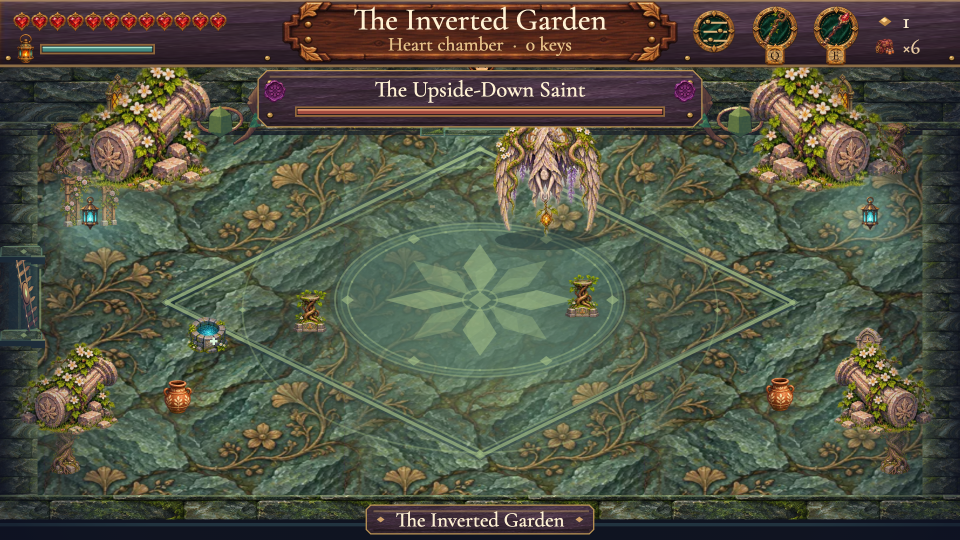 The Inverted Garden
Heart chamber · 0 keys
Q
E
1
×6
The Upside-Down Saint
The Inverted Garden